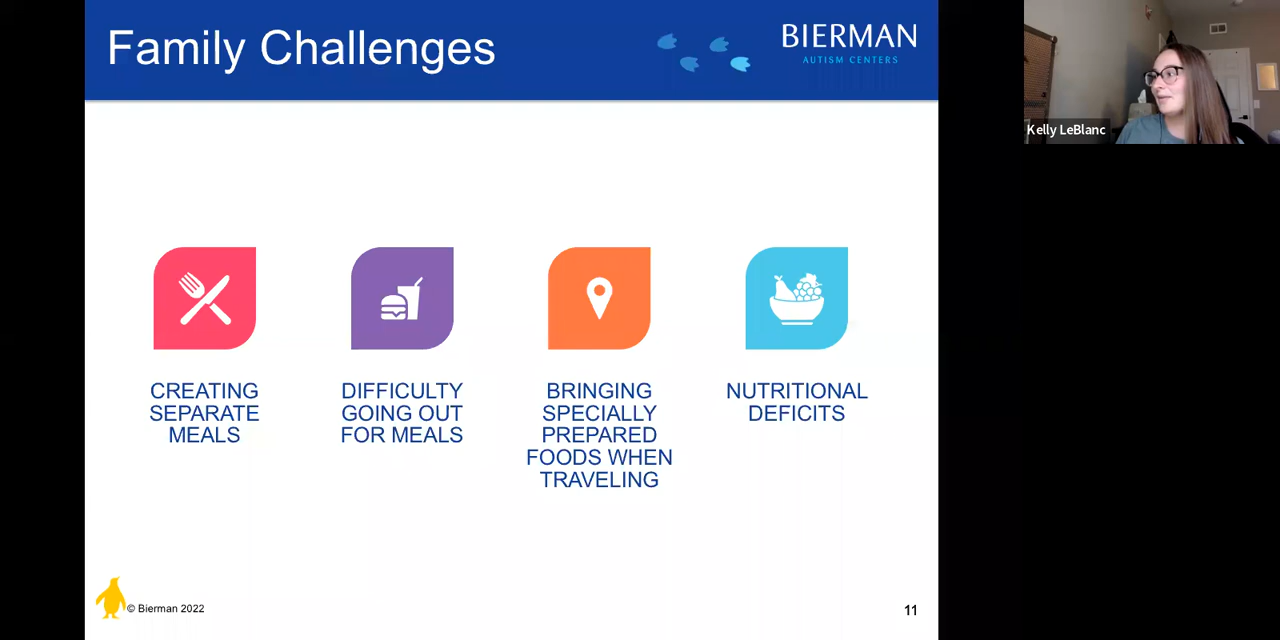 Family Challenges
BIERMAN
AUTISM CENTERS
Kelly LeBlanc
CREATING
SEPARATE
MEALS
DIFFICULTY
GOING OUT
FOR MEALS
BRINGING
SPECIALLY
PREPARED
FOODS WHEN
TRAVELING
NUTRITIONAL
DEFICITS
© Bierman 2022
11